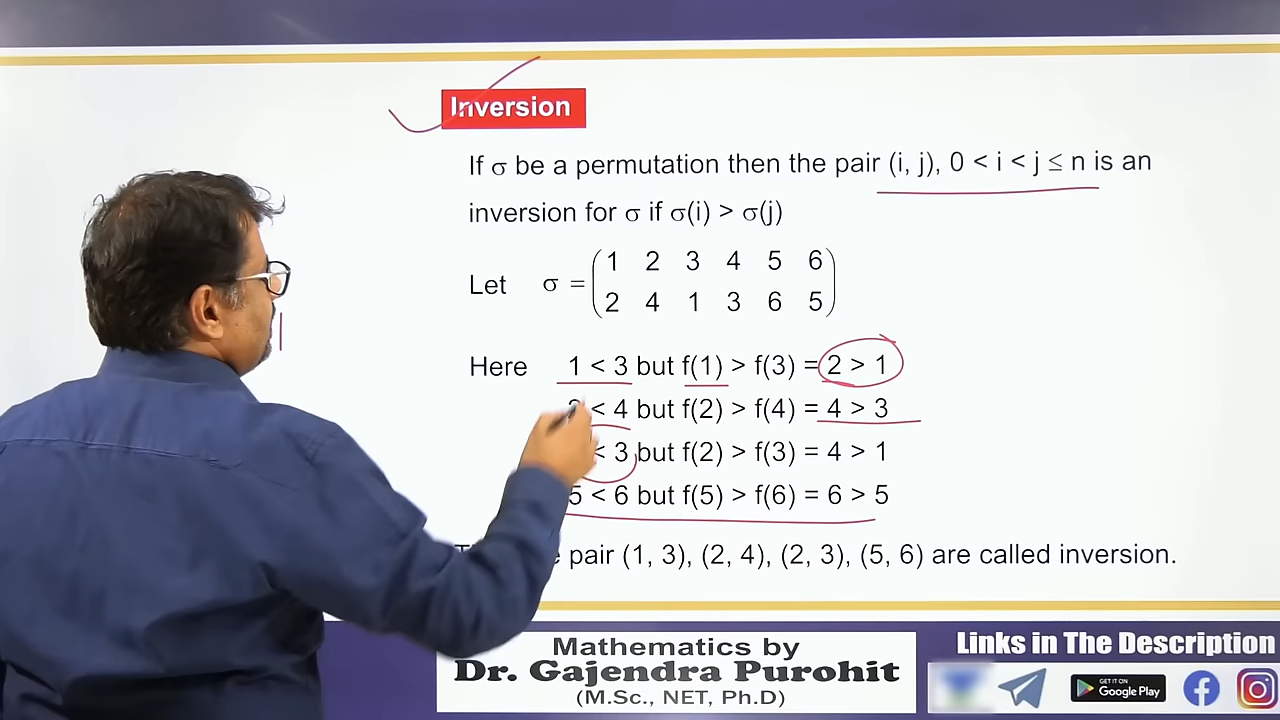 Inversion
If σ be a permutation then the pair (i, j), 0 < i < j ≤ n is an
inversion for σ if σ(i) > σ(j)
Let σ = (1 2 3 4 5 6
2 4 1 3 6 5)
Here 1 < 3 but f(1) > f(3) = 2 > 1
< 4 but f(2) > f(4) = 4 > 3
< 3 but f(2) > f(3) = 4 > 1
5 < 6 but f(5) > f(6) = 6 > 5
pair (1, 3), (2, 4), (2, 3), (5, 6) are called inversion.
Mathematics by
Dr. Gajendra Purohit
(M.Sc., NET, Ph.D)
Links in The Description
GET IT ON
Google Play